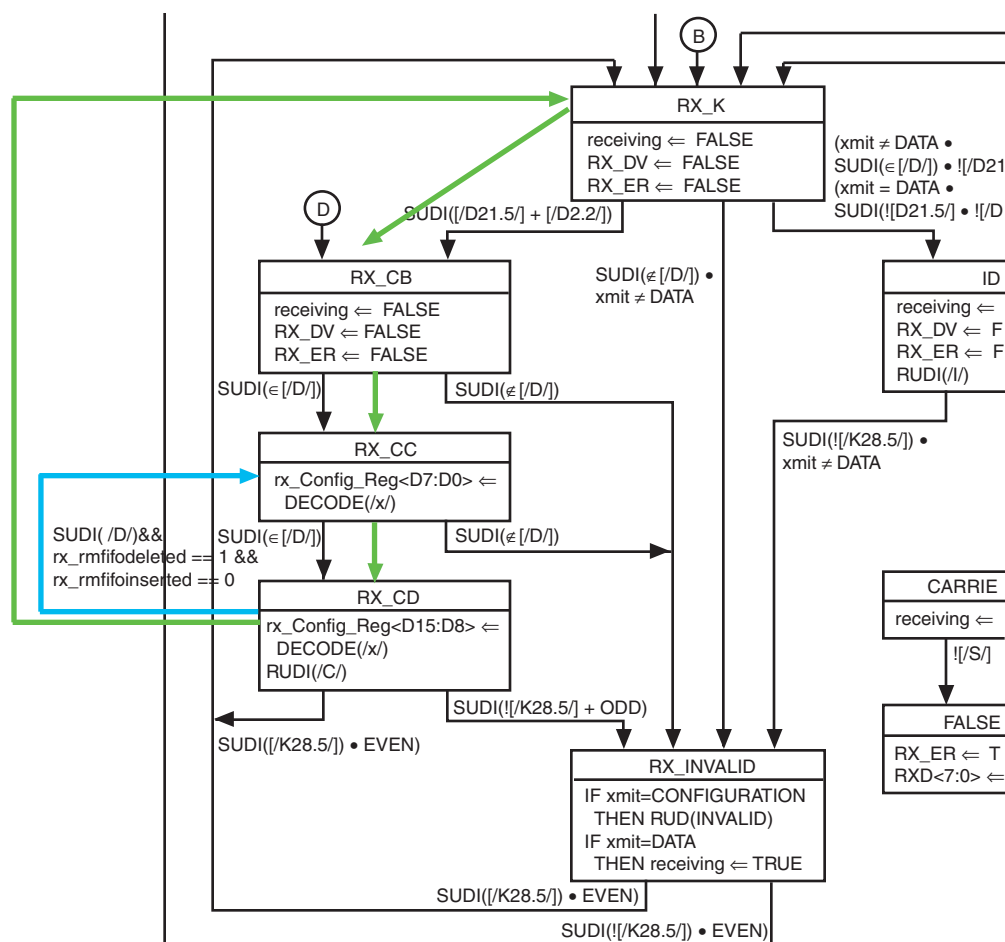 B
RX_K
receiving ⇐ FALSE
RX_DV ⇐ FALSE
RX_ER ⇐ FALSE
(xmit ≠ DATA •
SUDI(∈[/D/]) • ![/D21
(xmit = DATA •
SUDI(![D21.5/] • ![/D
D
SUDI([/D21.5/] + [/D2.2/])
RX_CB
receiving ⇐ FALSE
RX_DV ⇐ FALSE
RX_ER ⇐ FALSE
SUDI(∉[/D/]) •
xmit ≠ DATA
ID
receiving ⇐
RX_DV ⇐ F
RX_ER ⇐ F
RUDI(/I/)
SUDI(∈[/D/])
SUDI(∉[/D/])
RX_CC
rx_Config_Reg<D7:D0> ⇐
DECODE(/x/)
SUDI(![/K28.5/]) •
xmit ≠ DATA
SUDI( /D/)&&
rx_rmfifodeleted == 1 &&
rx_rmfifoinserted == 0
SUDI(∈[/D/])
SUDI(∉[/D/])
RX_CD
rx_Config_Reg<D15:D8> ⇐
DECODE(/x/)
RUDI(/C/)
CARRIE
receiving ⇐
![/S/]
SUDI([/K28.5/]) • EVEN)
SUDI(![/K28.5/] + ODD)
FALSE
RX_ER ⇐ T
RXD<7:0> ⇐
RX_INVALID
IF xmit=CONFIGURATION
THEN RUD(INVALID)
IF xmit=DATA
THEN receiving ⇐ TRUE
SUDI([/K28.5/]) • EVEN)
SUDI(![/K28.5/]) • EVEN)